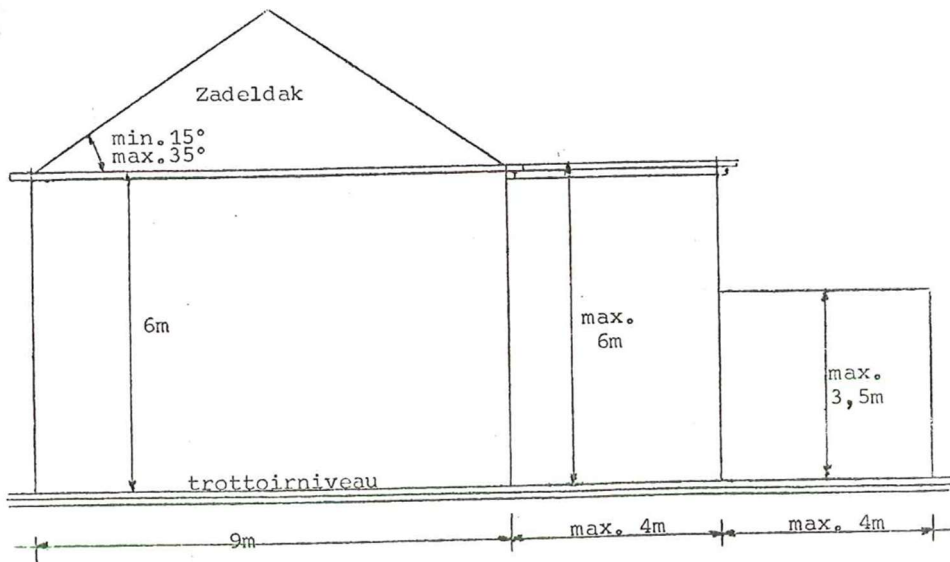 Zadeldak
min.15°
max.35°
6m
max.
6m
max.
3,5m
trottoirniveau
9m
max. 4m
max. 4m